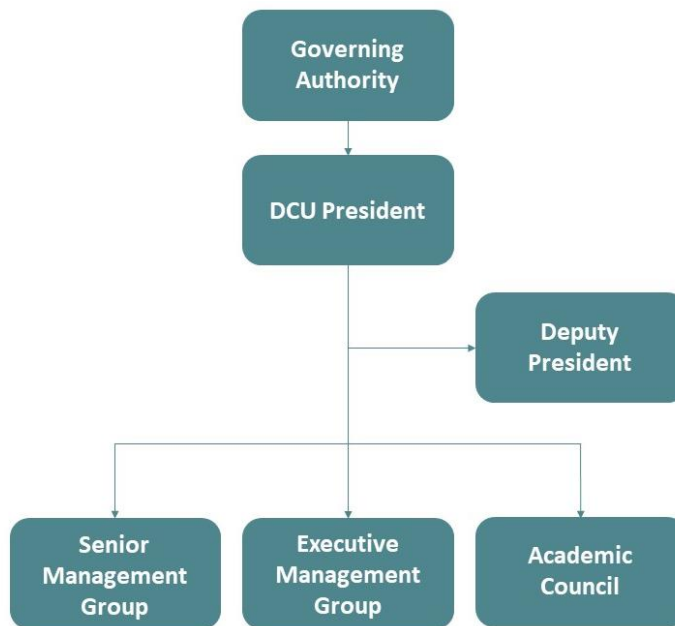 Governing
Authority
DCU President
Deputy
President
Senior
Management
Group
Executive
Management
Group
Academic
Council